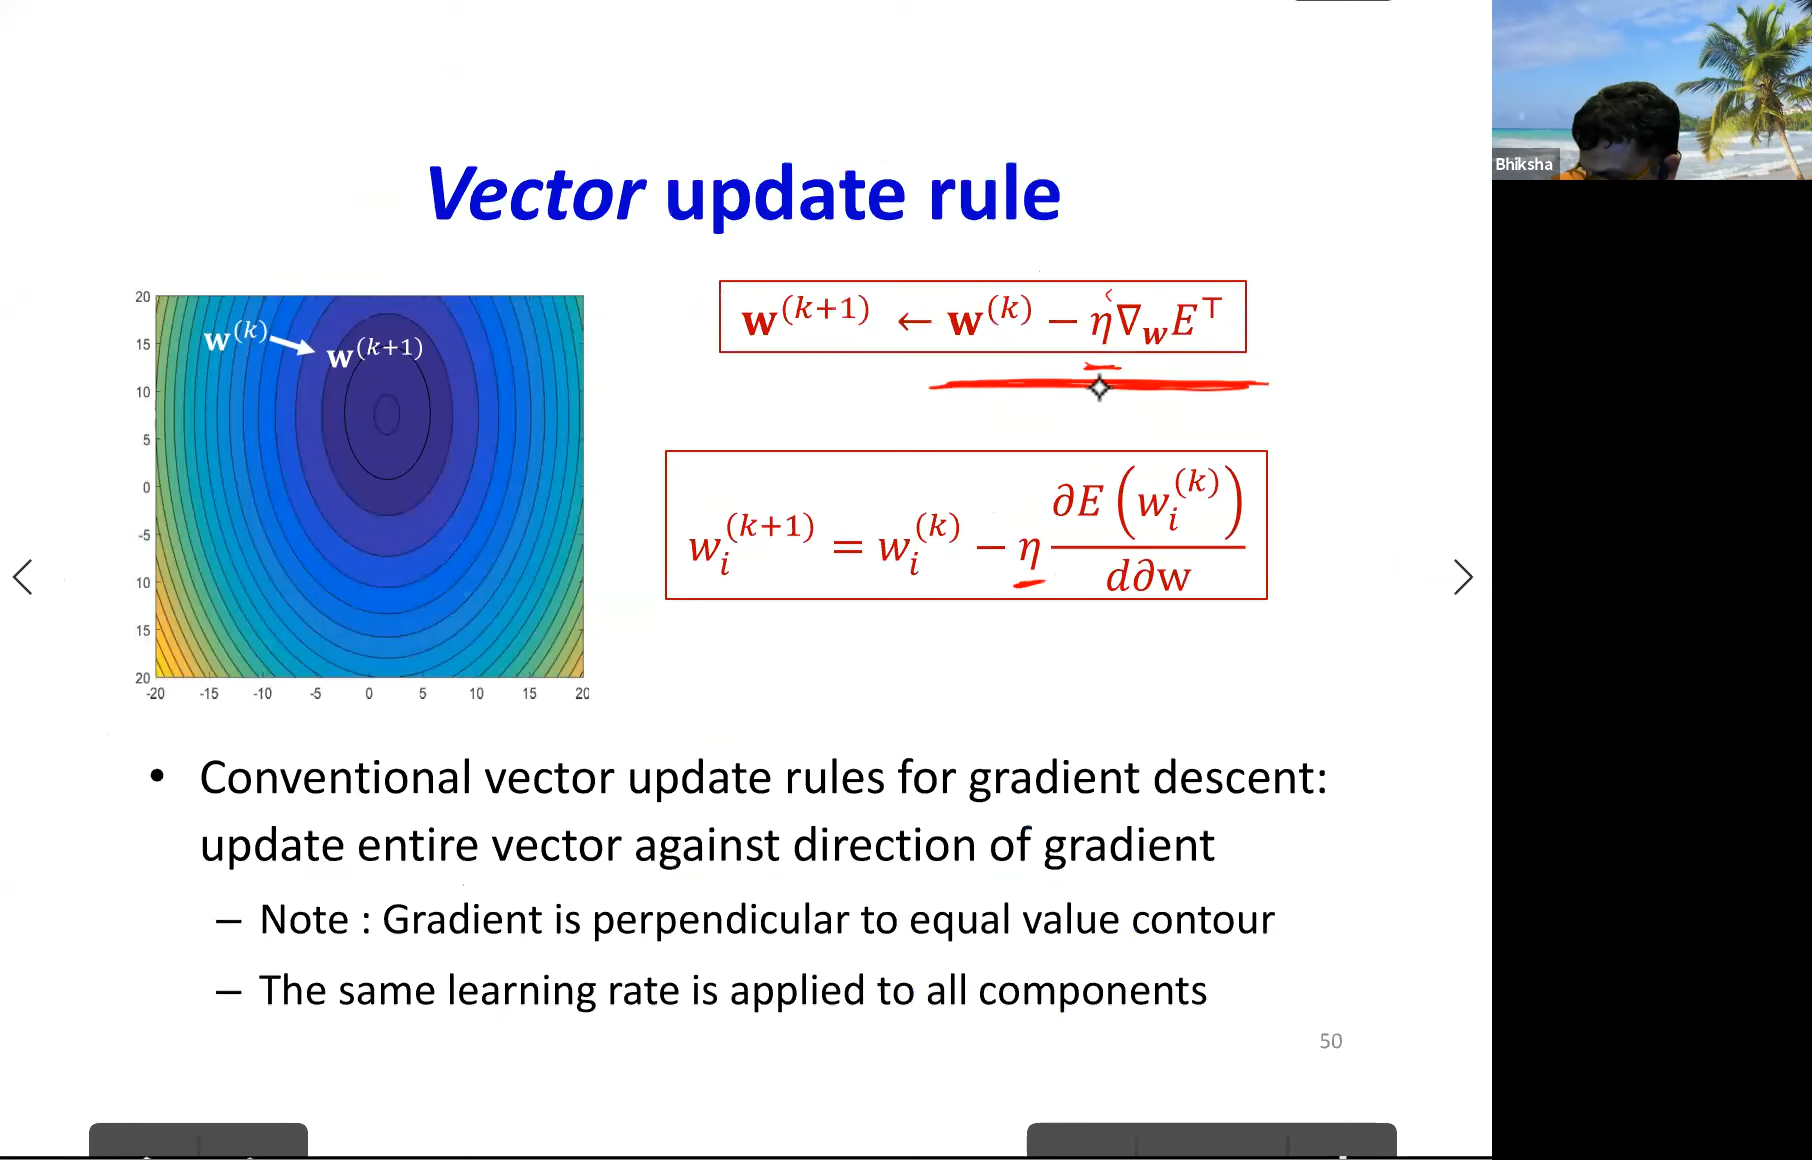 Bhiksha
Vector update rule
w^(k+1) ← w^(k) − η∇_w E^⊤
20
15
10
5
0
-5
10
15
20
-20 -15 -10 -5 0 5 10 15 20
w^(k)
w^(k+1)
w_i^(k+1) = w_i^(k) − η ∂E(w_i^(k)) / d∂w
• Conventional vector update rules for gradient descent:
update entire vector against direction of gradient
– Note : Gradient is perpendicular to equal value contour
– The same learning rate is applied to all components
50